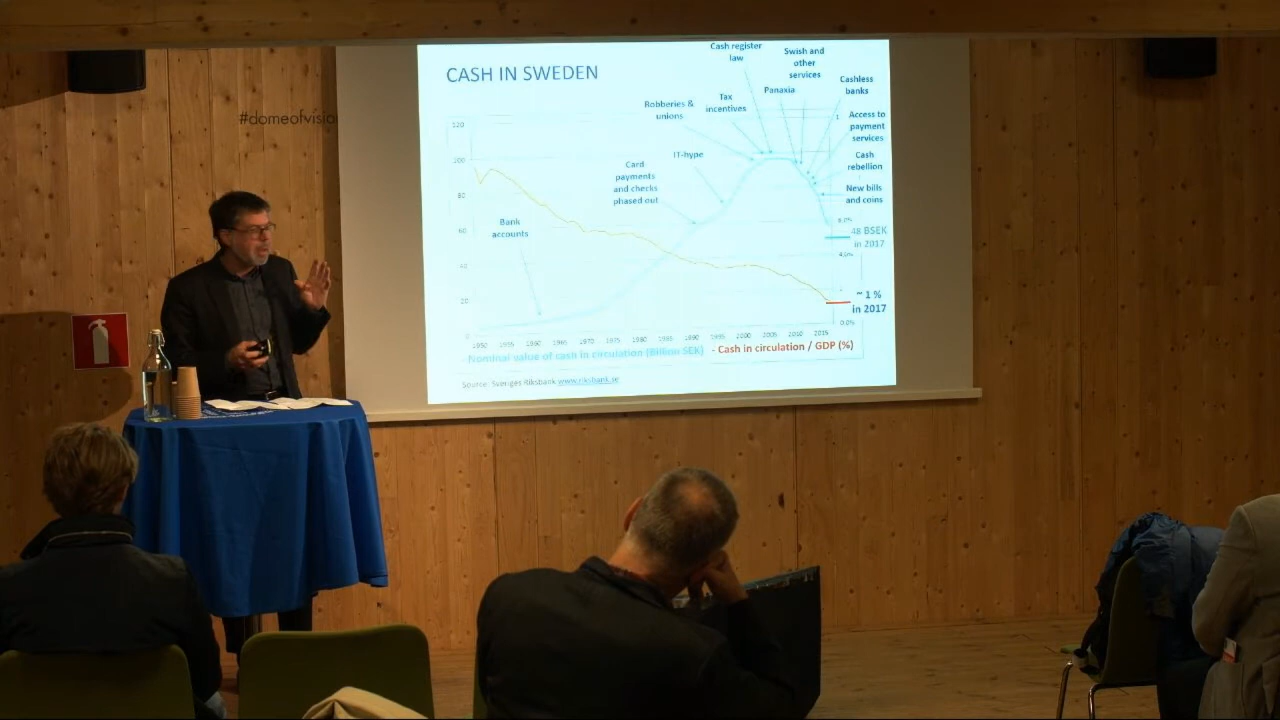 #domeofvisio
CASH IN SWEDEN
Cash register
law
Swish and
other
services
Cashless
banks
Panaxia
Tax
incentives
Robberies &
unions
Access to
payment
services
IT-hype
Cash
rebellion
Card
payments
and checks
phased out
New bills
and coins
Bank
accounts
48 BSEK
in 2017
~ 1 %
in 2017
120
100
80
60
40
20
0
0,0%
1950 1955 1960 1965 1970 1975 1980 1985 1990 1995 2000 2005 2010 2015
Nominal value of cash in circulation (Billion SEK) - Cash in circulation / GDP (%)
Source: Sveriges Riksbank www.riksbank.se